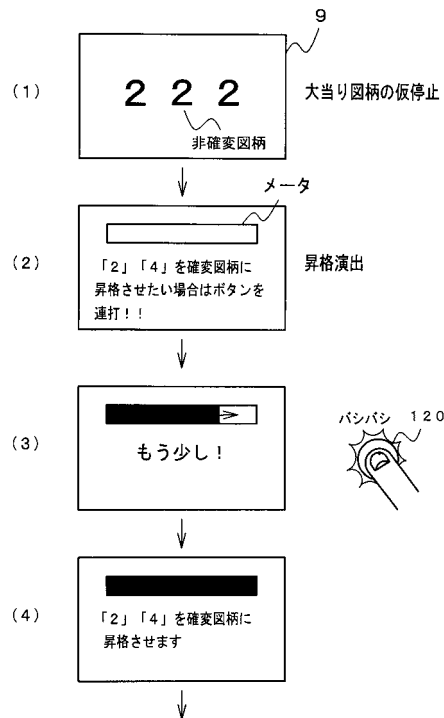 9
(1)
2 2 2
大当り図柄の仮停止
非確変図柄
メータ
(2)
昇格演出
「2」「4」を確変図柄に
昇格させたい場合はボタンを
連打!!
(3)
もう少し!
バシバシ
120
(4)
「2」「4」を確変図柄に
昇格させます